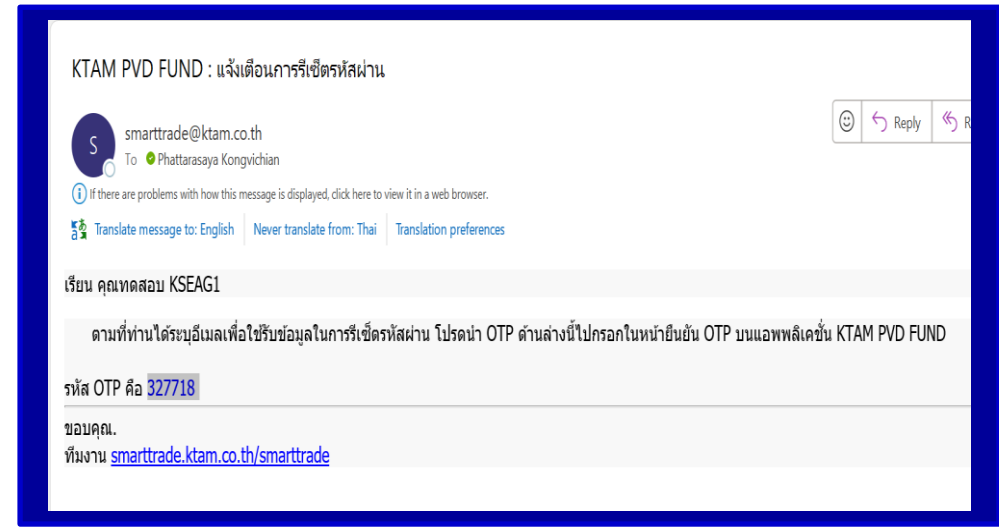 KTAM PVD FUND : แจ้งเตือนการรีเซ็ตรหัสผ่าน
S
smarttrade@ktam.co.th
To Phattarasaya Kongvichian
Reply
R
If there are problems with how this message is displayed, click here to view it in a web browser.
Translate message to: English Never translate from: Thai Translation preferences
เรียน คุณทดสอบ KSEAG1
ตามที่ท่านได้ระบุอีเมลเพื่อใช้รับข้อมูลในการรีเซ็ตรหัสผ่าน โปรดนำ OTP ด้านล่างนี้ไปกรอกในหน้ายืนยัน OTP บนแอพพลิเคชั่น KTAM PVD FUND
รหัส OTP คือ 327718
ขอบคุณ.
ทีมงาน smarttrade.ktam.co.th/smarttrade